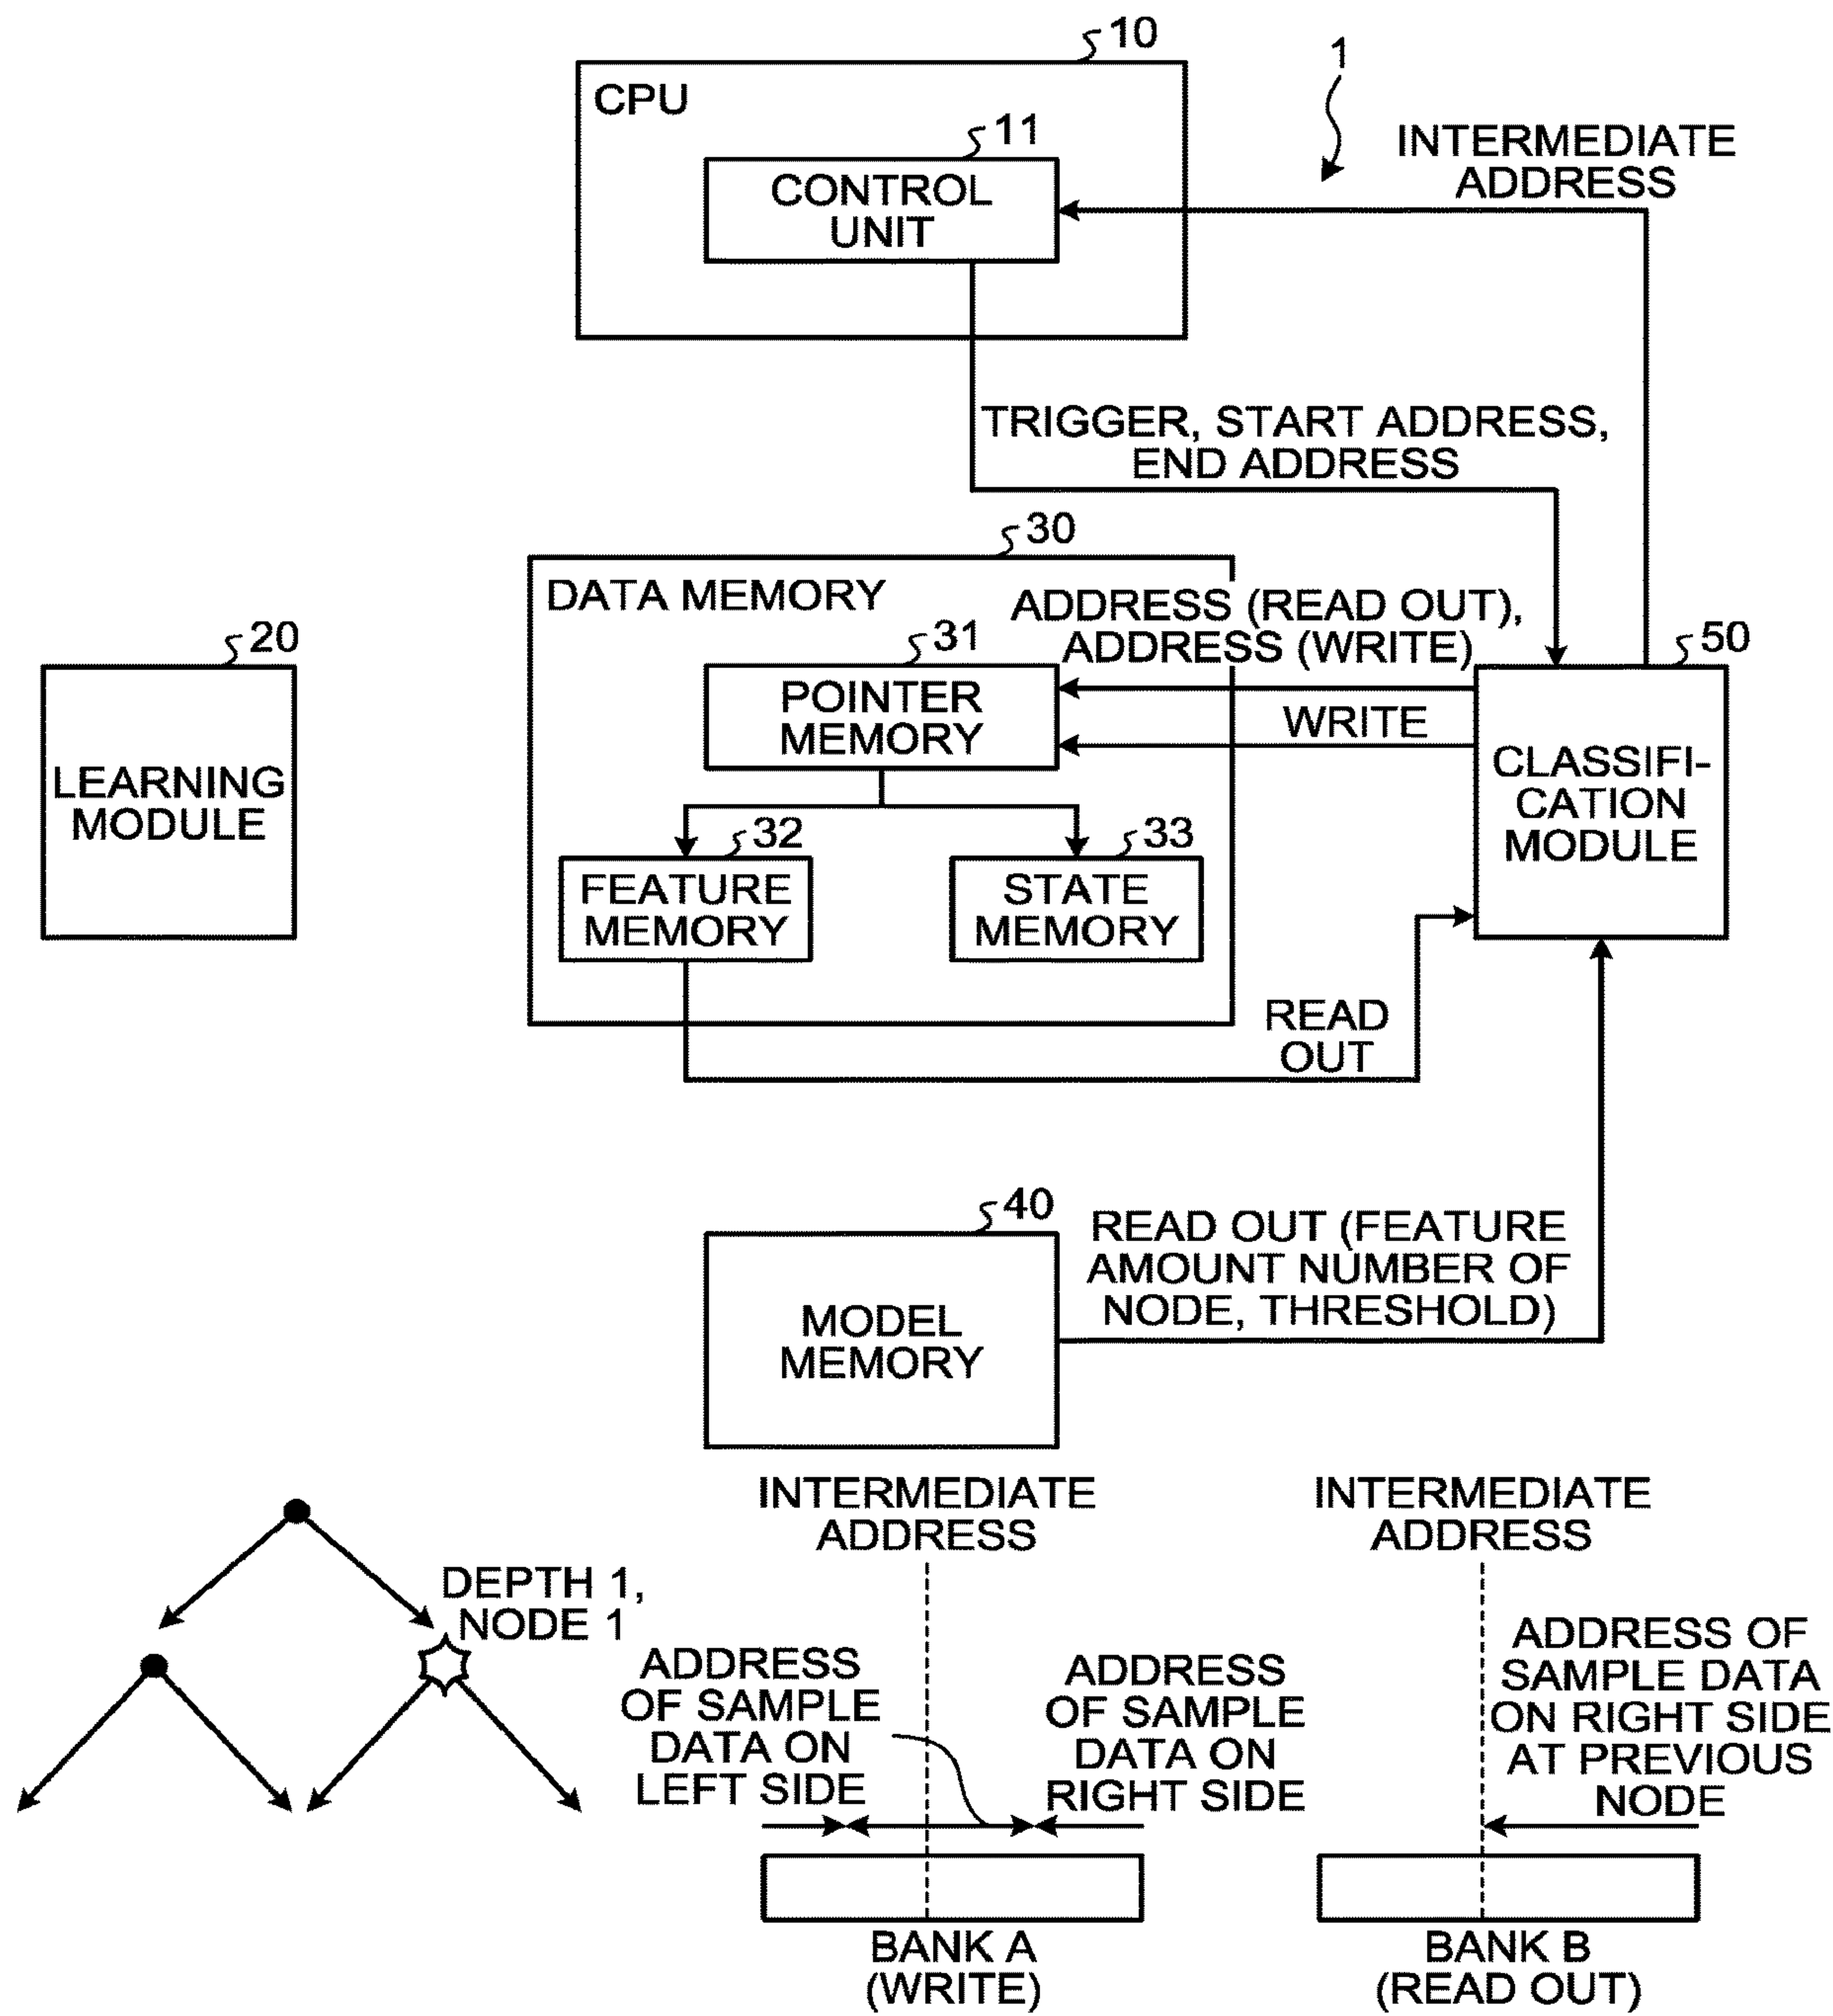 10
CPU
1
11
CONTROL
UNIT
INTERMEDIATE
ADDRESS
TRIGGER, START ADDRESS,
END ADDRESS
30
DATA MEMORY
ADDRESS (READ OUT),
ADDRESS (WRITE)
20
31
50
POINTER
MEMORY
WRITE
LEARNING
MODULE
CLASSIFI-
CATION
MODULE
32
33
FEATURE
MEMORY
STATE
MEMORY
READ
OUT
40
MODEL
MEMORY
READ OUT (FEATURE
AMOUNT NUMBER OF
NODE, THRESHOLD)
INTERMEDIATE
ADDRESS
INTERMEDIATE
ADDRESS
DEPTH 1,
NODE 1
ADDRESS
OF SAMPLE
DATA ON
LEFT SIDE
ADDRESS
OF SAMPLE
DATA ON
RIGHT SIDE
ADDRESS OF
SAMPLE DATA
ON RIGHT SIDE
AT PREVIOUS
NODE
BANK A
(WRITE)
BANK B
(READ OUT)